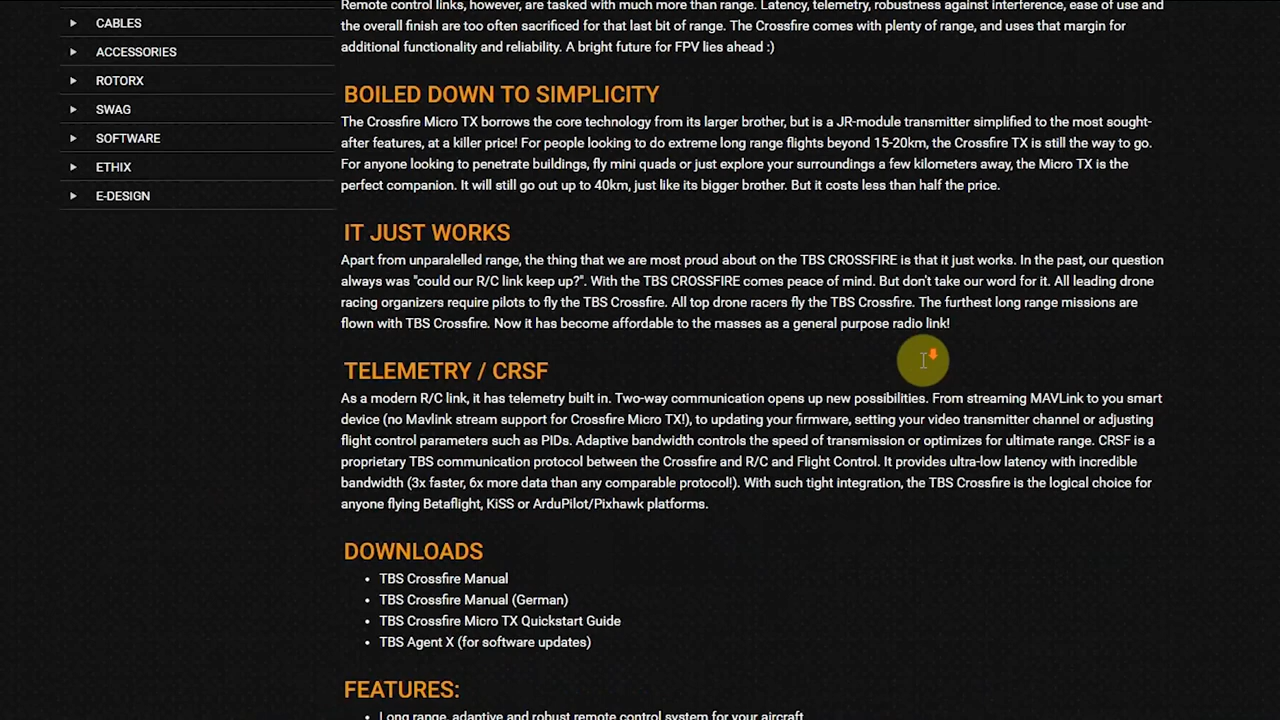 CABLES
ACCESSORIES
ROTORX
SWAG
SOFTWARE
ETHIX
E-DESIGN
Remote control links, however, are tasked with much more than range. Latency, telemetry, robustness against interference, ease of use and
the overall finish are too often sacrificed for that last bit of range. The Crossfire comes with plenty of range, and uses that margin for
additional functionality and reliability. A bright future for FPV lies ahead :)
BOILED DOWN TO SIMPLICITY
The Crossfire Micro TX borrows the core technology from its larger brother, but is a JR-module transmitter simplified to the most sought-
after features, at a killer price! For people looking to do extreme long range flights beyond 15-20km, the Crossfire TX is still the way to go.
For anyone looking to penetrate buildings, fly mini quads or just explore your surroundings a few kilometers away, the Micro TX is the
perfect companion. It will still go out up to 40km, just like its bigger brother. But it costs less than half the price.
IT JUST WORKS
Apart from unparalelled range, the thing that we are most proud about on the TBS CROSSFIRE is that it just works. In the past, our question
always was "could our R/C link keep up?". With the TBS CROSSFIRE comes peace of mind. But don't take our word for it. All leading drone
racing organizers require pilots to fly the TBS Crossfire. All top drone racers fly the TBS Crossfire. The furthest long range missions are
flown with TBS Crossfire. Now it has become affordable to the masses as a general purpose radio link!
TELEMETRY / CRSF
As a modern R/C link, it has telemetry built in. Two-way communication opens up new possibilities. From streaming MAVLink to you smart
device (no Mavlink stream support for Crossfire Micro TX!), to updating your firmware, setting your video transmitter channel or adjusting
flight control parameters such as PIDs. Adaptive bandwidth controls the speed of transmission or optimizes for ultimate range. CRSF is a
proprietary TBS communication protocol between the Crossfire and R/C and Flight Control. It provides ultra-low latency with incredible
bandwidth (3x faster, 6x more data than any comparable protocol!). With such tight integration, the TBS Crossfire is the logical choice for
anyone flying Betaflight, KiSS or ArduPilot/Pixhawk platforms.
DOWNLOADS
• TBS Crossfire Manual
• TBS Crossfire Manual (German)
• TBS Crossfire Micro TX Quickstart Guide
• TBS Agent X (for software updates)
FEATURES:
• Long range, adaptive and robust remote control system for your aircraft